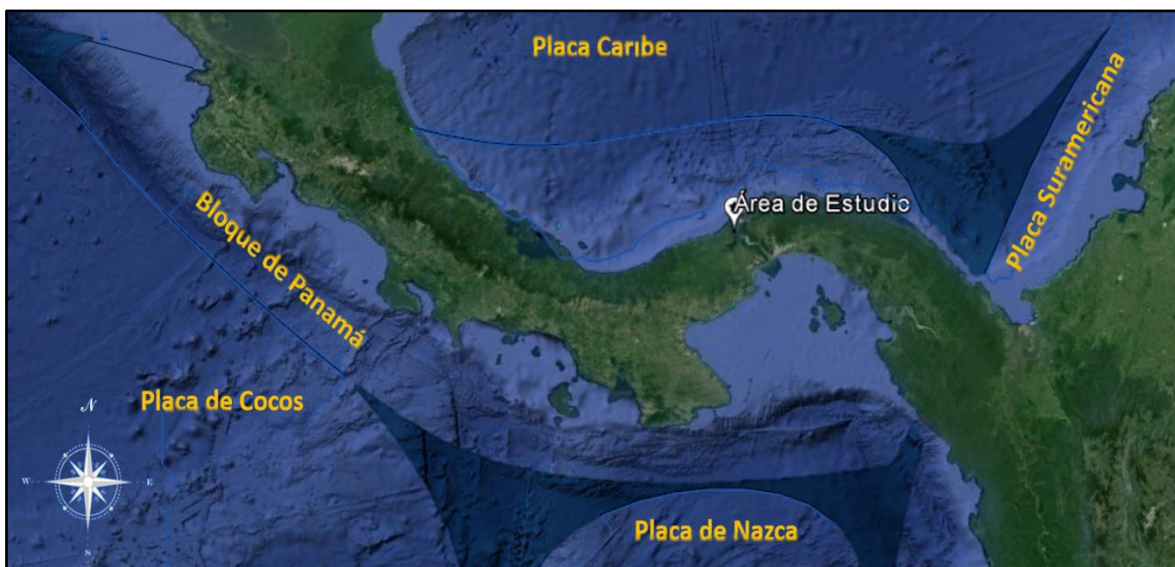 Placa Caribe
Placa Suramericana
Área de Estudio
Bloque de Panamá
Placa de Cocos
Placa de Nazca
N
W
E
S